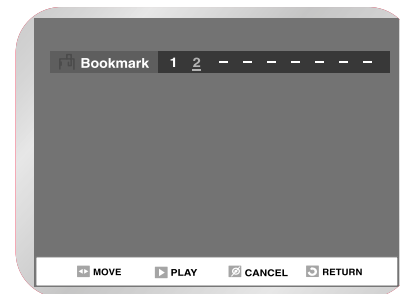 Bookmark 1 2 – – – – – – –
MOVE PLAY CANCEL RETURN